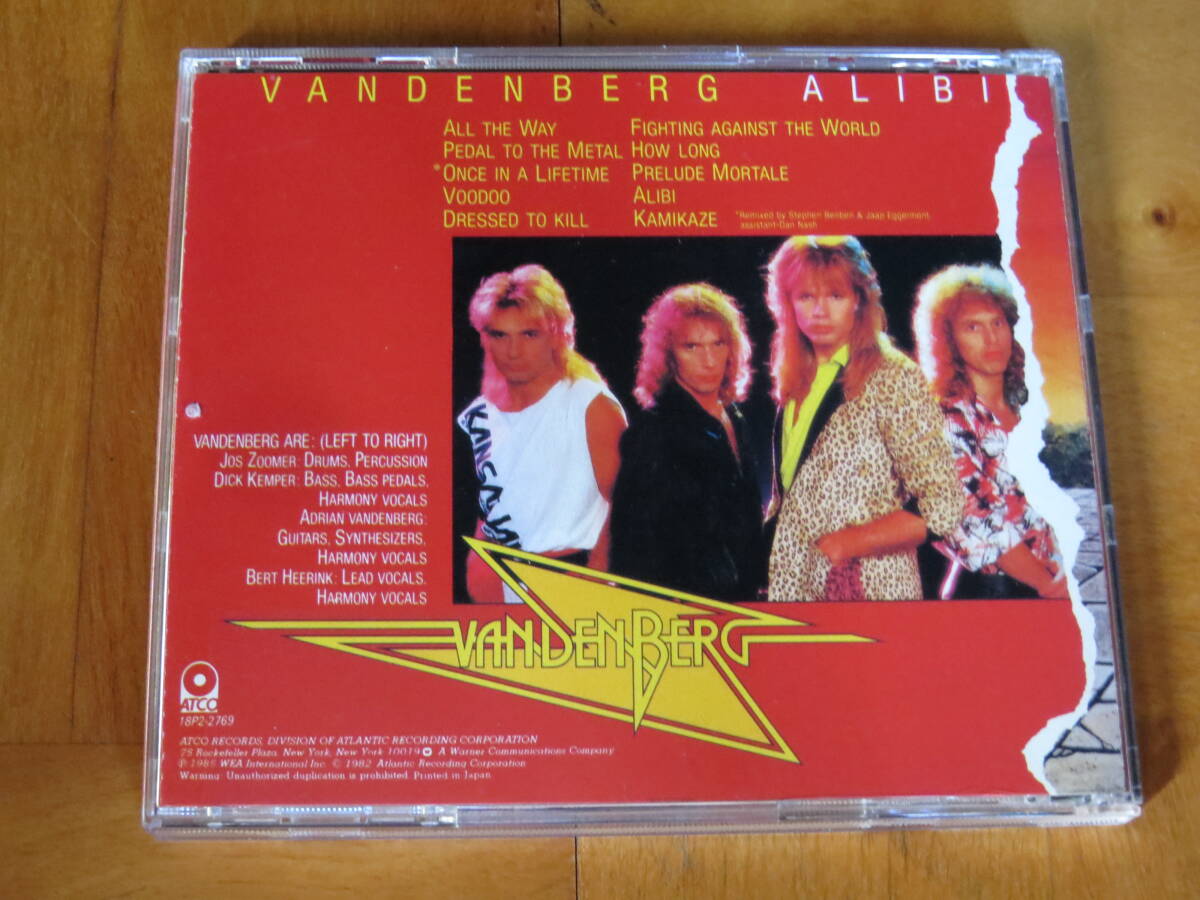 VANDENBERG ALIBI
ALL THE WAY
PEDAL TO THE METAL
*ONCE IN A LIFETIME
VOODOO
DRESSED TO KILL
FIGHTING AGAINST THE WORLD
HOW LONG
PRELUDE MORTALE
ALIBI
KAMIKAZE
*Remixed by Stephen Benben & Jaap Eggermont,
assistant-Dan Nash
VANDENBERG ARE: (LEFT TO RIGHT)
JOS ZOOMER: DRUMS, PERCUSSION
DICK KEMPER: BASS, BASS PEDALS,
HARMONY VOCALS
ADRIAN VANDENBERG:
GUITARS, SYNTHESIZERS,
HARMONY VOCALS
BERT HEERINK: LEAD VOCALS,
HARMONY VOCALS
VANDENBERG
ATCO
18P2-2769
ATCO RECORDS, DIVISION OF ATLANTIC RECORDING CORPORATION
75 Rockefeller Plaza, New York, New York 10019 A Warner Communications Company
℗ 1985 WEA International Inc. © 1982 Atlantic Recording Corporation
Warning: Unauthorized duplication is prohibited. Printed in Japan